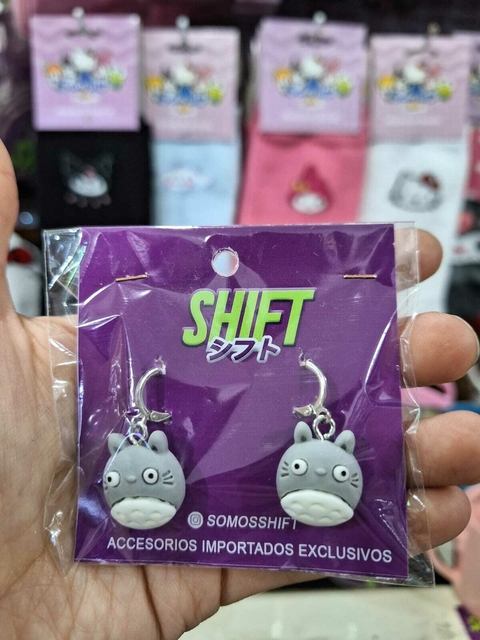 SHIFT
シフト
SOMOSSHIFT
ACCESORIOS IMPORTADOS EXCLUSIVOS